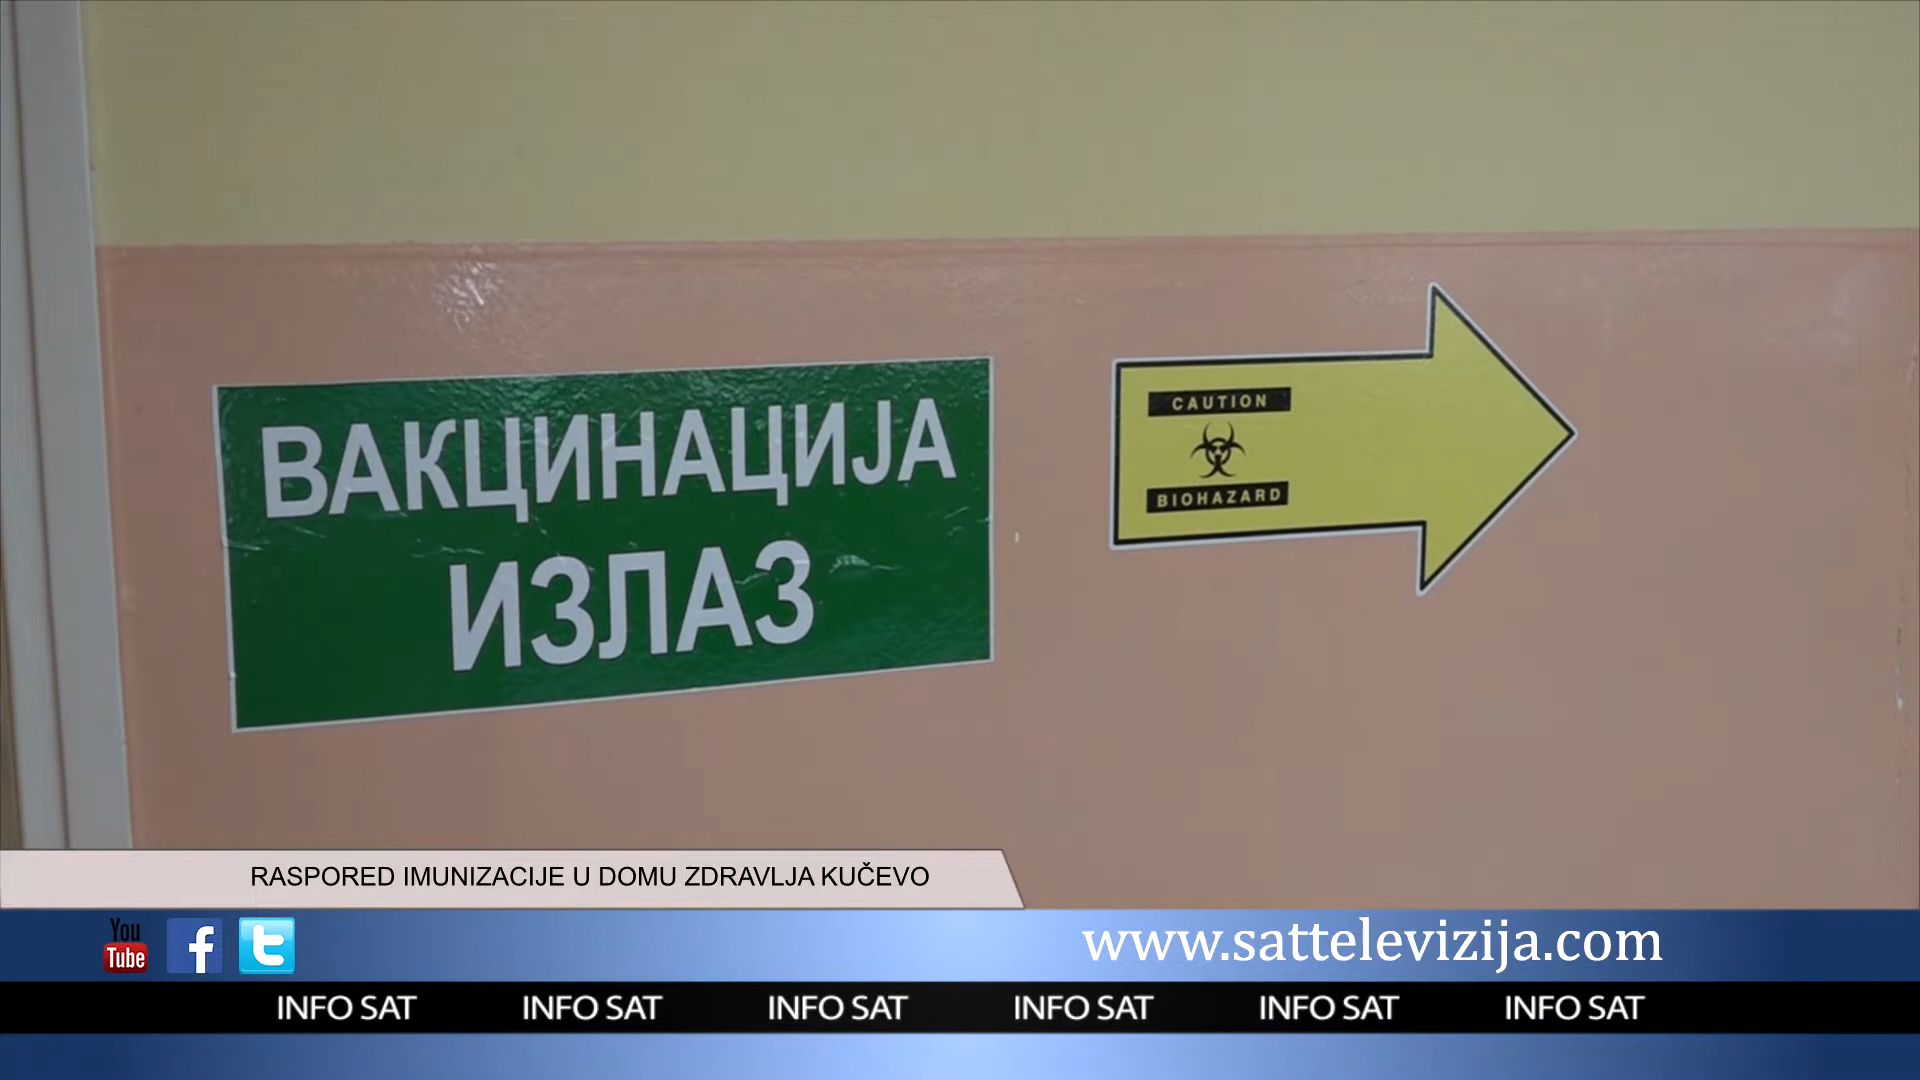 ВАКЦИНАЦИЈА
ИЗЛАЗ
CAUTION
BIOHAZARD
RASPORED IMUNIZACIJE U DOMU ZDRAVLJA KUČEVO
You
Tube
f
t
www.sattelevizija.com
INFO SAT INFO SAT INFO SAT INFO SAT INFO SAT INFO SAT